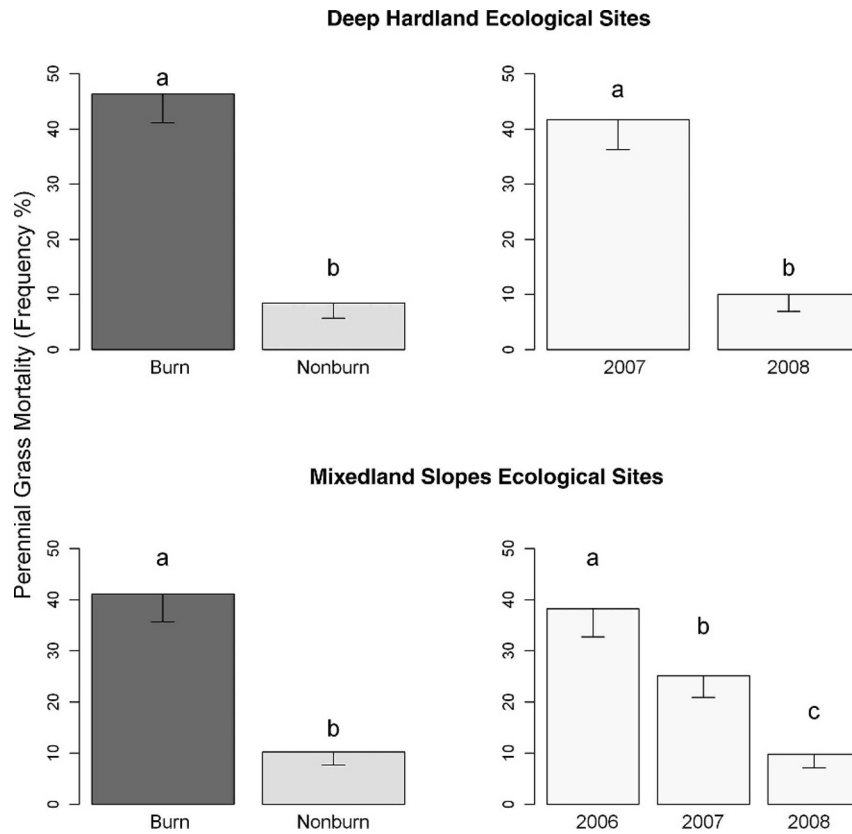 Deep Hardland Ecological Sites
Perennial Grass Mortality (Frequency %)
50
40
30
20
10
0
a
b
Burn
Nonburn
50
40
30
20
10
0
a
b
2007
2008
Mixedland Slopes Ecological Sites
50
40
30
20
10
0
a
b
Burn
Nonburn
50
40
30
20
10
0
a
b
c
2006
2007
2008